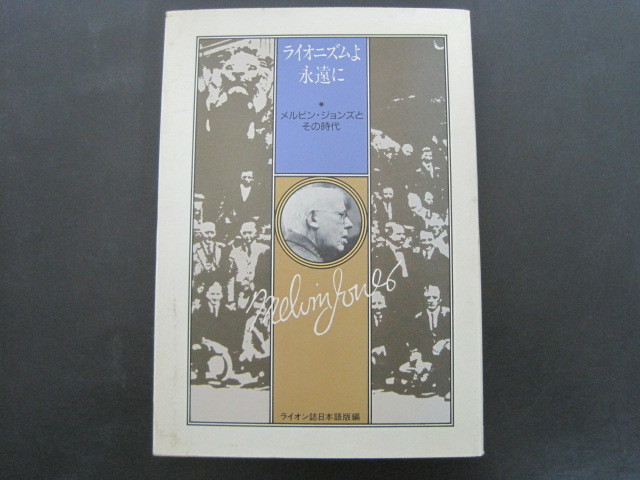 ライオニズムよ
永遠に
メルビン・ジョンズと
その時代
Melvin Jones
ライオン誌日本語版編